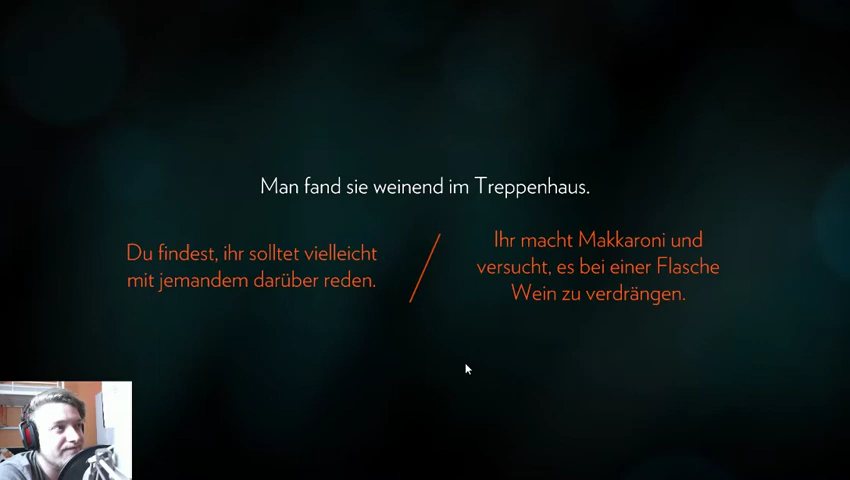 Man fand sie weinend im Treppenhaus.
Du findest, ihr solltet vielleicht
mit jemandem darüber reden.
Ihr macht Makkaroni und
versucht, es bei einer Flasche
Wein zu verdrängen.